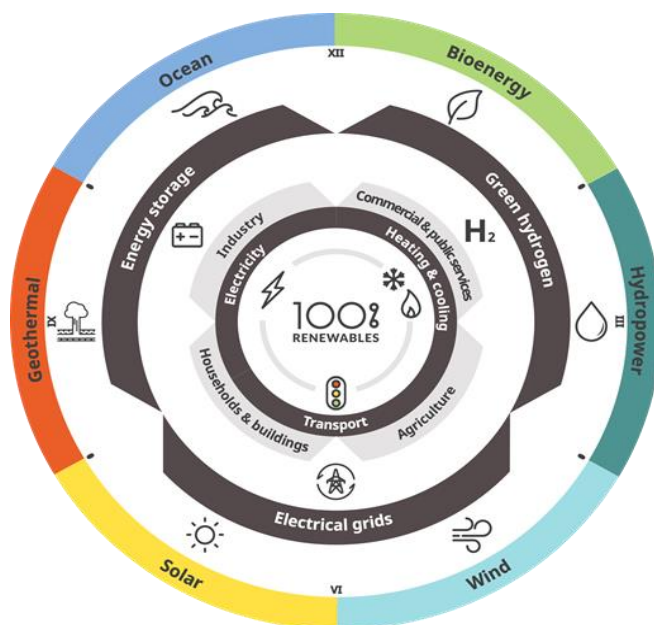 XII
Ocean
Bioenergy
Energy storage
Green hydrogen
Industry
Commercial & public services
H2
Electricity
Heating & cooling
Geothermal
IX
100%
RENEWABLES
III
Hydropower
Households & buildings
Transport
Agriculture
Electrical grids
Solar
VI
Wind